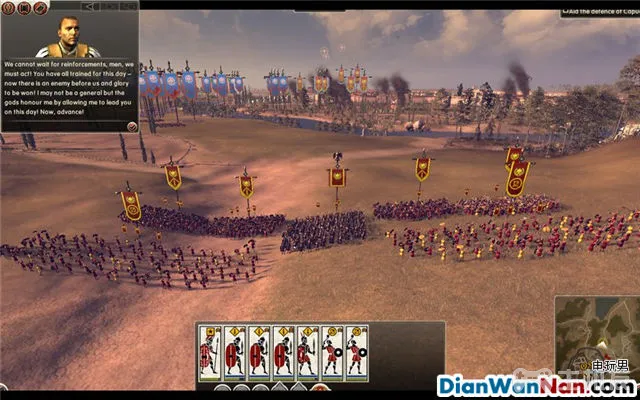 Aid the defence of Capua
We cannot wait for reinforcements, men, we
must act! You have all trained for this day –
now there is an enemy before us and glory
to be won! I may not be a general but the
gods honour me by allowing me to lead you
on this day! Now, advance!
电玩男
DianWanNan.com